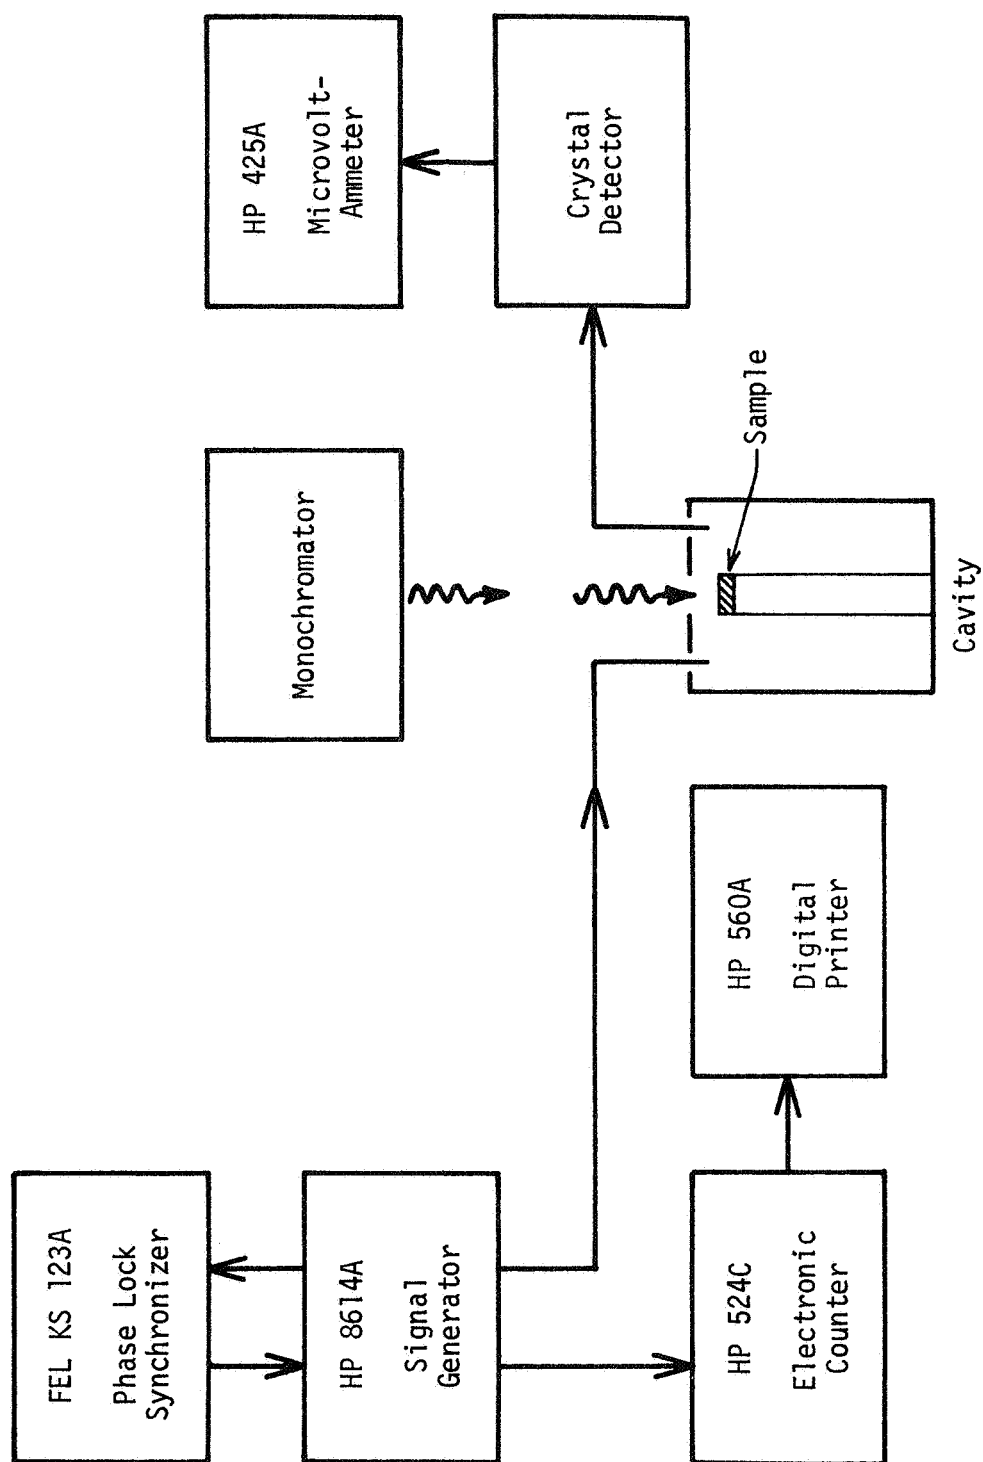 FEL KS 123A
Phase Lock
Synchronizer
HP 8614A
Signal
Generator
HP 524C
Electronic
Counter
HP 560A
Digital
Printer
Monochromator
Sample
Cavity
HP 425A
Microvolt-
Ammeter
Crystal
Detector